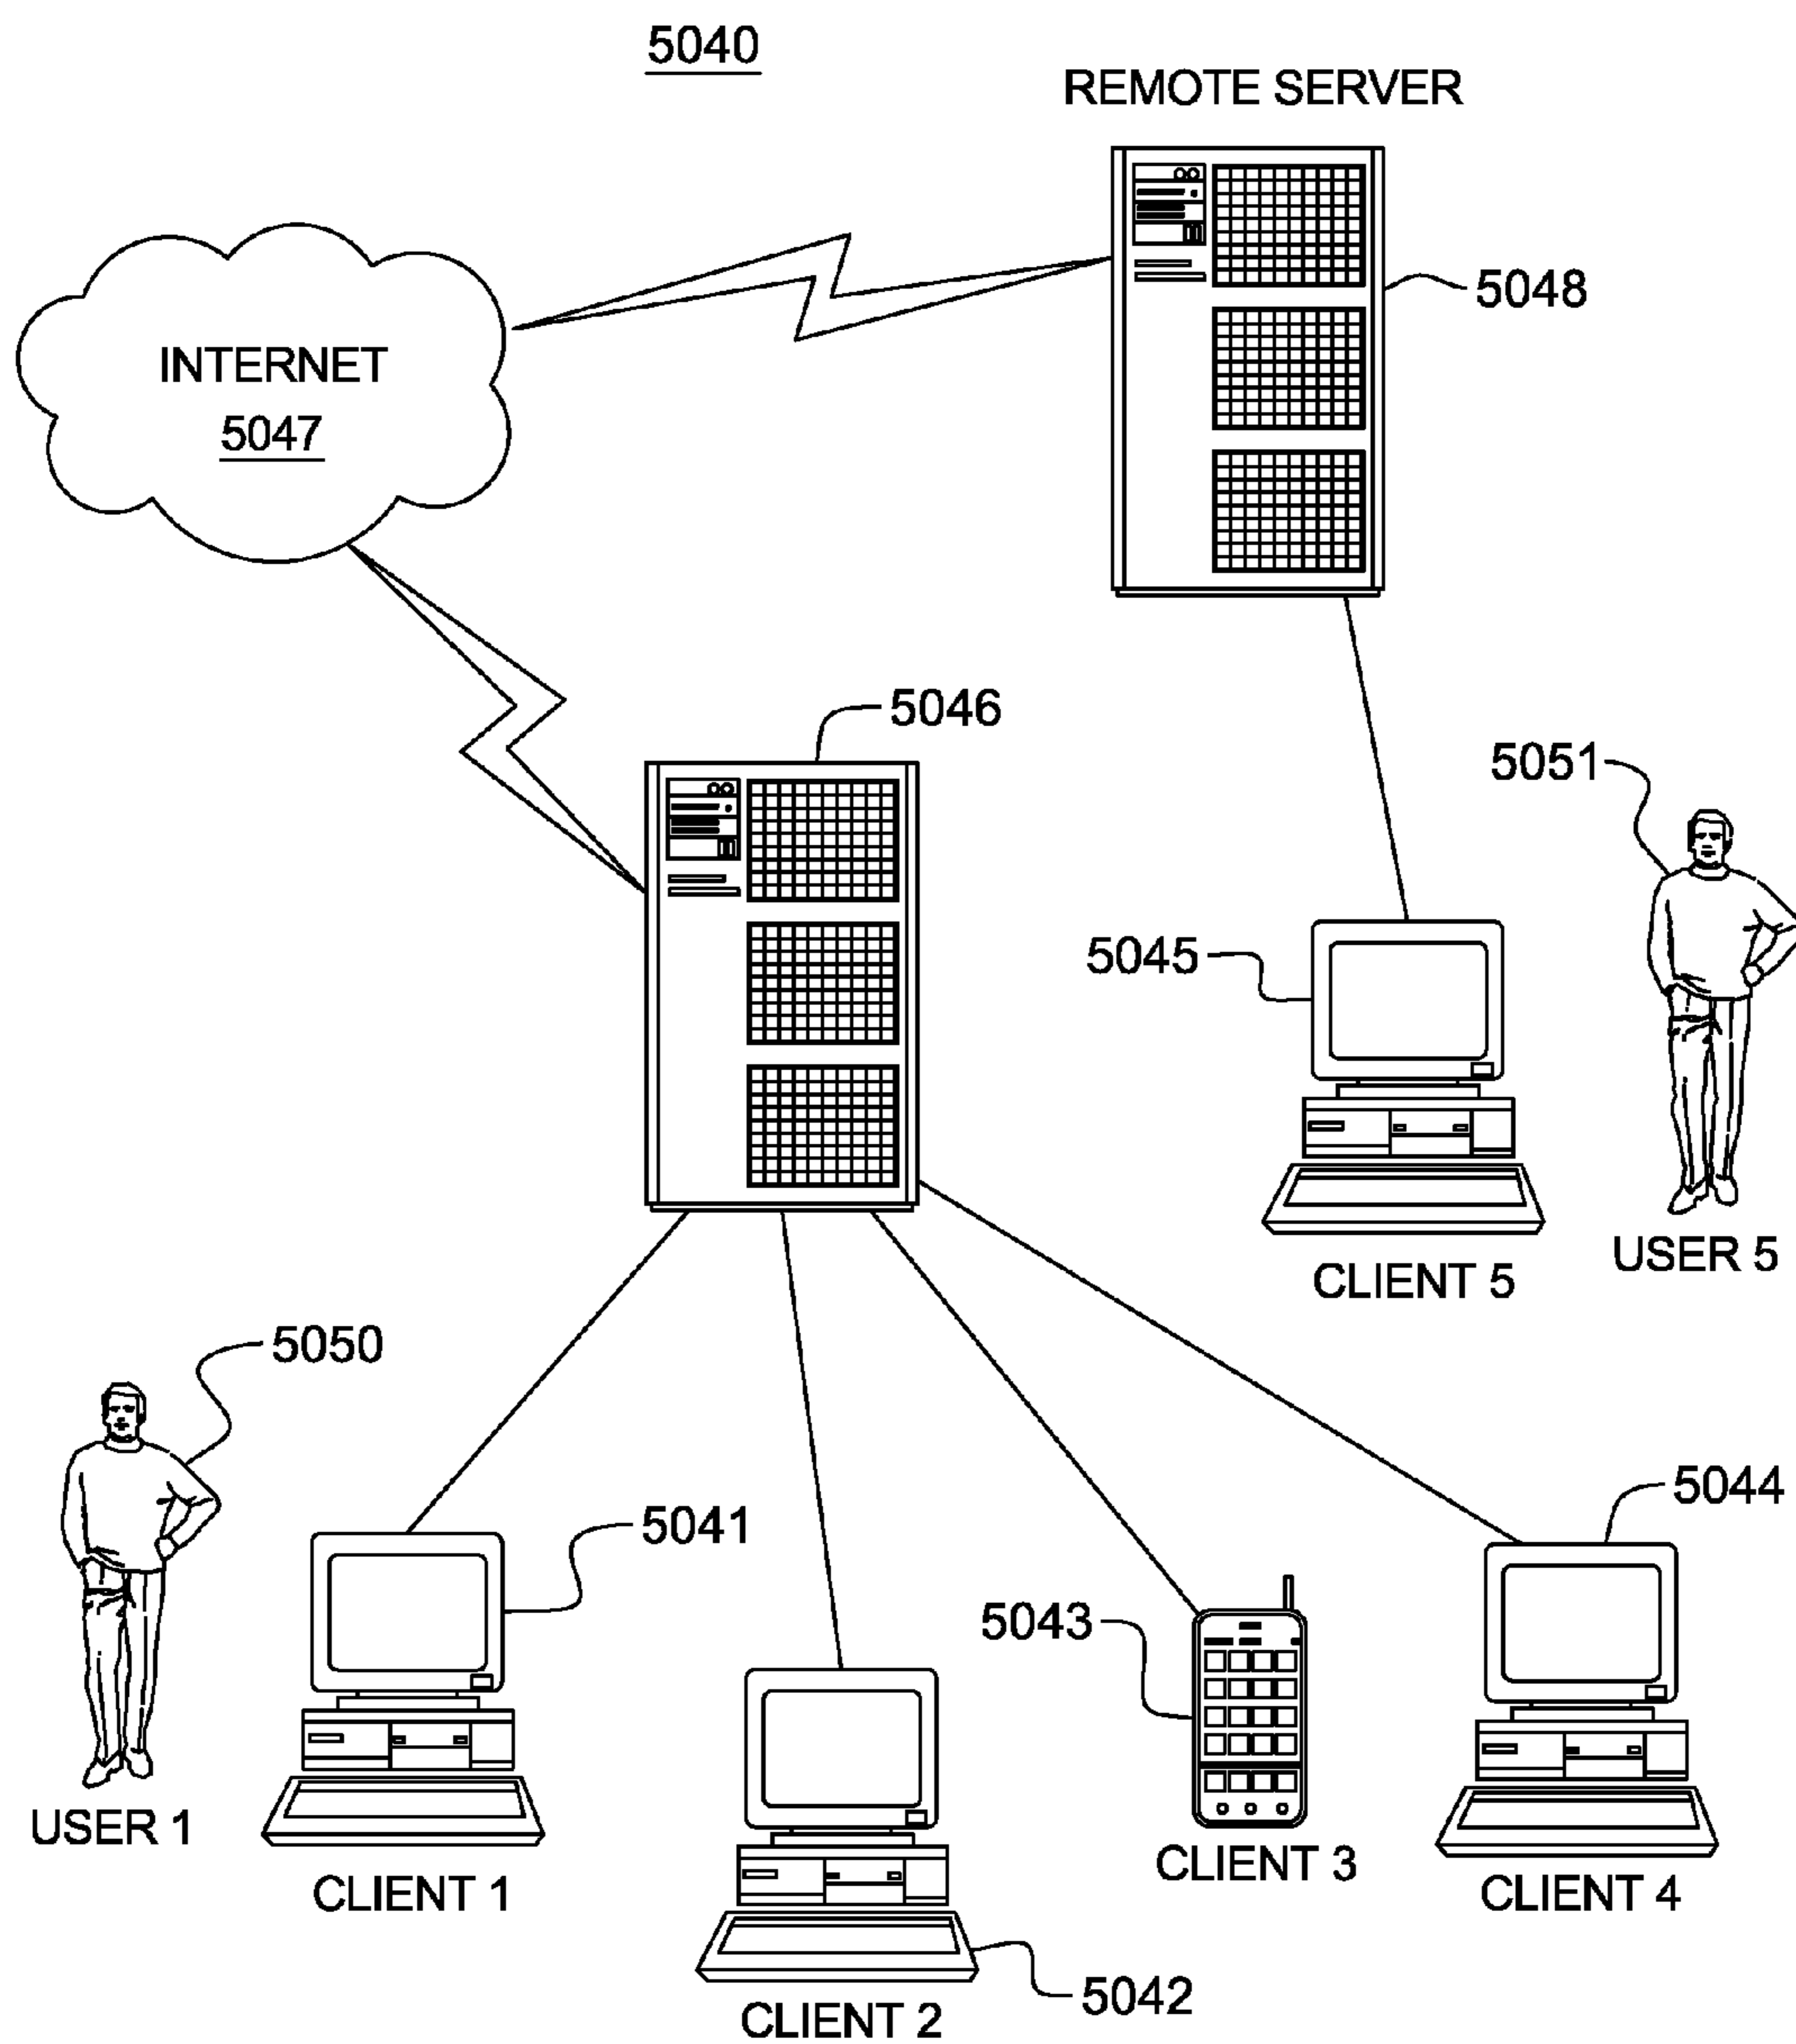 5040
REMOTE SERVER
5048
INTERNET
5047
5046
5051
5045
USER 5
CLIENT 5
5050
5044
5041
5043
USER 1
CLIENT 3
CLIENT 1
CLIENT 4
5042
CLIENT 2